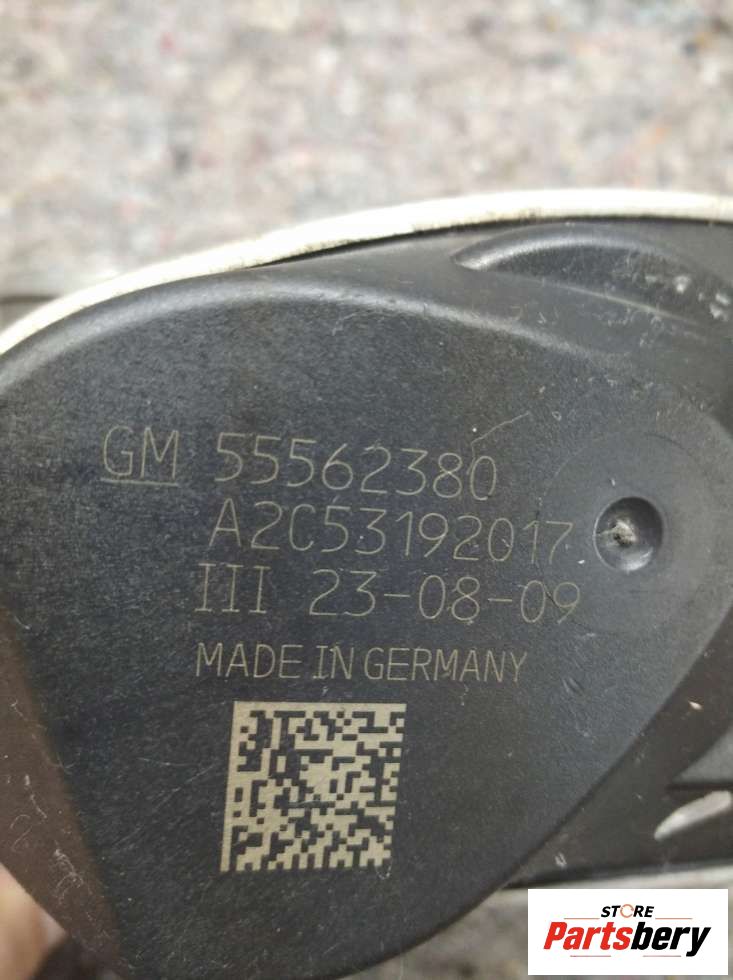 GM 55562380
A2C53192017
III 23-08-09
MADE IN GERMANY
STORE
Partsbery